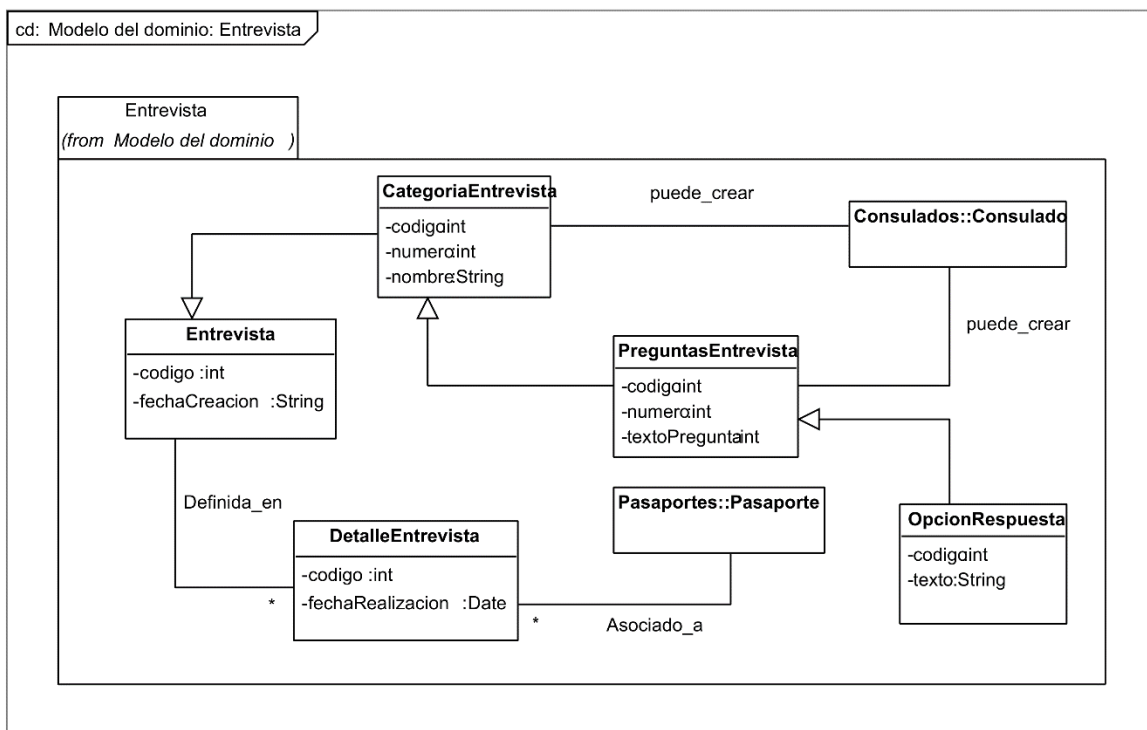 cd: Modelo del dominio: Entrevista
Entrevista
(from Modelo del dominio )
CategoriaEntrevista
-codigo:int
-numero:int
-nombre:String
puede_crear
Consulados::Consulado
puede_crear
Entrevista
-codigo :int
-fechaCreacion :String
PreguntasEntrevista
-codigo:int
-numero:int
-textoPregunta:int
Definida_en
*
DetalleEntrevista
-codigo :int
-fechaRealizacion :Date
*
Asociado_a
Pasaportes::Pasaporte
OpcionRespuesta
-codigo:int
-texto:String